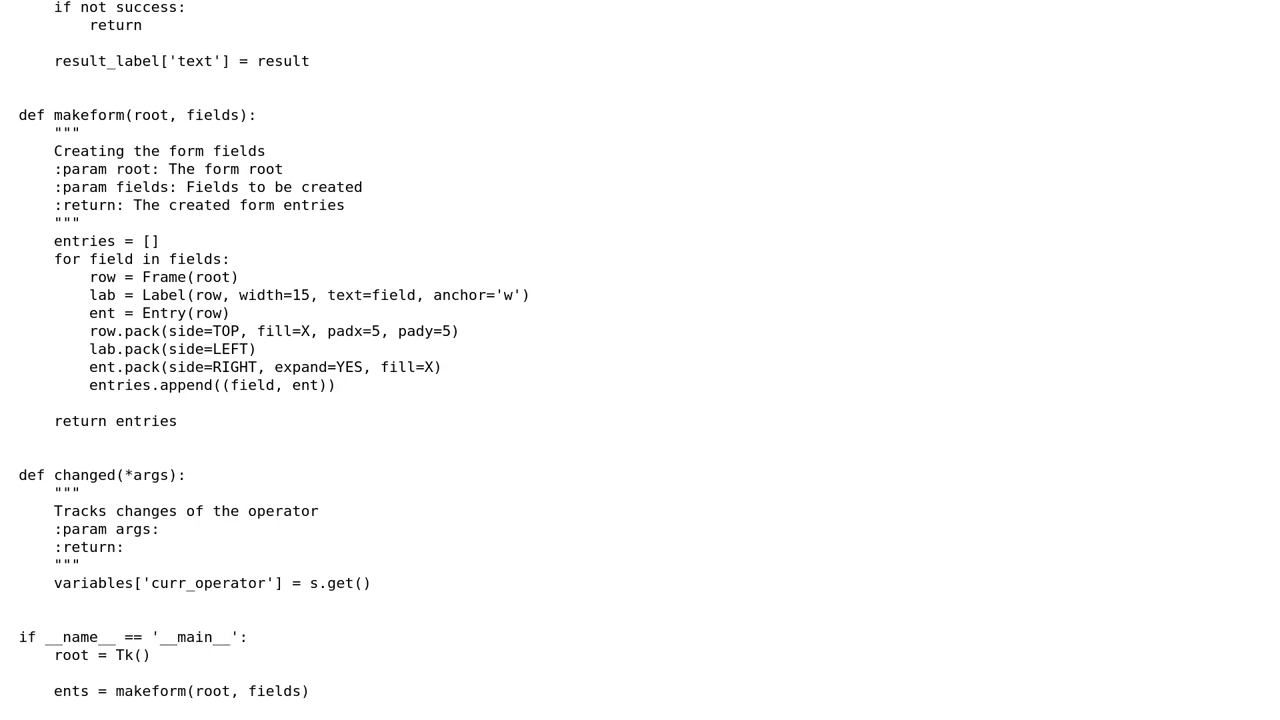 if not success:
        return

    result_label['text'] = result


def makeform(root, fields):
    """
    Creating the form fields
    :param root: The form root
    :param fields: Fields to be created
    :return: The created form entries
    """
    entries = []
    for field in fields:
        row = Frame(root)
        lab = Label(row, width=15, text=field, anchor='w')
        ent = Entry(row)
        row.pack(side=TOP, fill=X, padx=5, pady=5)
        lab.pack(side=LEFT)
        ent.pack(side=RIGHT, expand=YES, fill=X)
        entries.append((field, ent))

    return entries


def changed(*args):
    """
    Tracks changes of the operator
    :param args:
    :return:
    """
    variables['curr_operator'] = s.get()


if __name__ == '__main__':
    root = Tk()

    ents = makeform(root, fields)